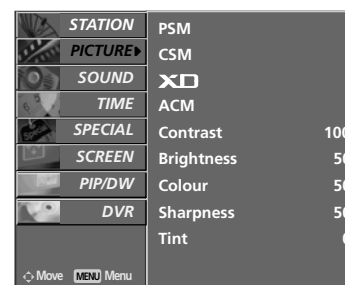 STATION
PICTURE
SOUND
TIME
SPECIAL
SCREEN
PIP/DW
DVR
Move MENU Menu
PSM
CSM
XD
ACM
Contrast 100
Brightness 50
Colour 50
Sharpness 50
Tint 0